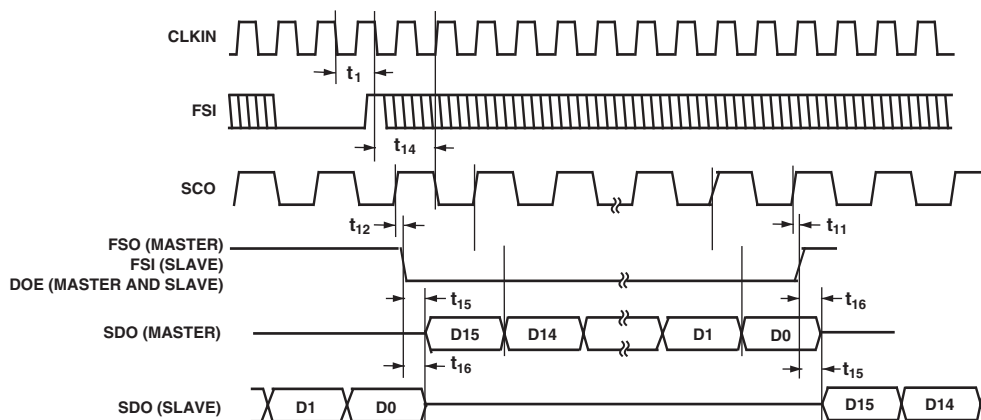 CLKIN
t1
FSI
t14
SCO
t12
t11
FSO (MASTER)
FSI (SLAVE)
DOE (MASTER AND SLAVE)
t15
t16
SDO (MASTER)
D15
D14
D1
D0
t16
t15
SDO (SLAVE)
D1
D0
D15
D14